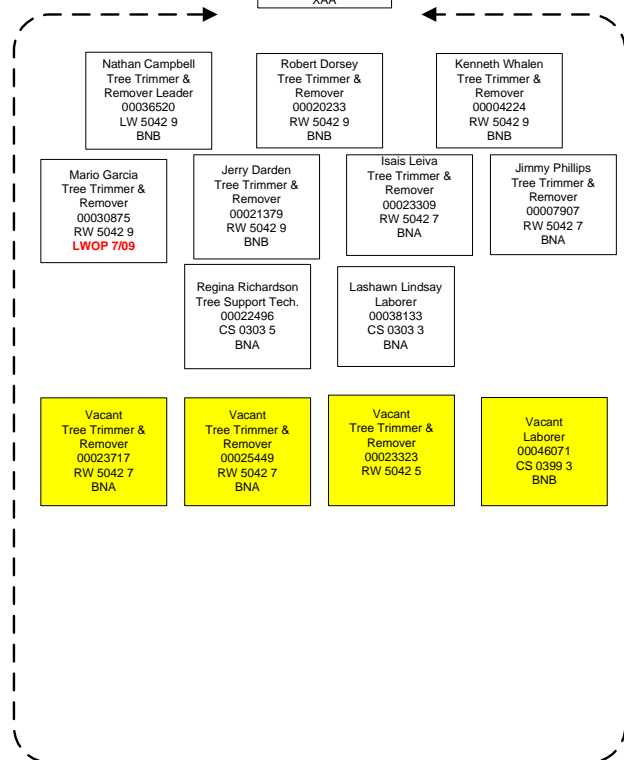 XAA
Nathan Campbell
Tree Trimmer &
Remover Leader
00036520
LW 5042 9
BNB
Robert Dorsey
Tree Trimmer &
Remover
00020233
RW 5042 9
BNB
Kenneth Whalen
Tree Trimmer &
Remover
00004224
RW 5042 9
BNB
Mario Garcia
Tree Trimmer &
Remover
00030875
RW 5042 9
LWOP 7/09
Jerry Darden
Tree Trimmer &
Remover
00021379
RW 5042 9
BNB
Isais Leiva
Tree Trimmer &
Remover
00023309
RW 5042 7
BNA
Jimmy Phillips
Tree Trimmer &
Remover
00007907
RW 5042 7
BNA
Regina Richardson
Tree Support Tech.
00022496
CS 0303 5
BNA
Lashawn Lindsay
Laborer
00038133
CS 0303 3
BNA
Vacant
Tree Trimmer &
Remover
00023717
RW 5042 7
BNA
Vacant
Tree Trimmer &
Remover
00025449
RW 5042 7
BNA
Vacant
Tree Trimmer &
Remover
00023323
RW 5042 5
Vacant
Laborer
00046071
CS 0399 3
BNB